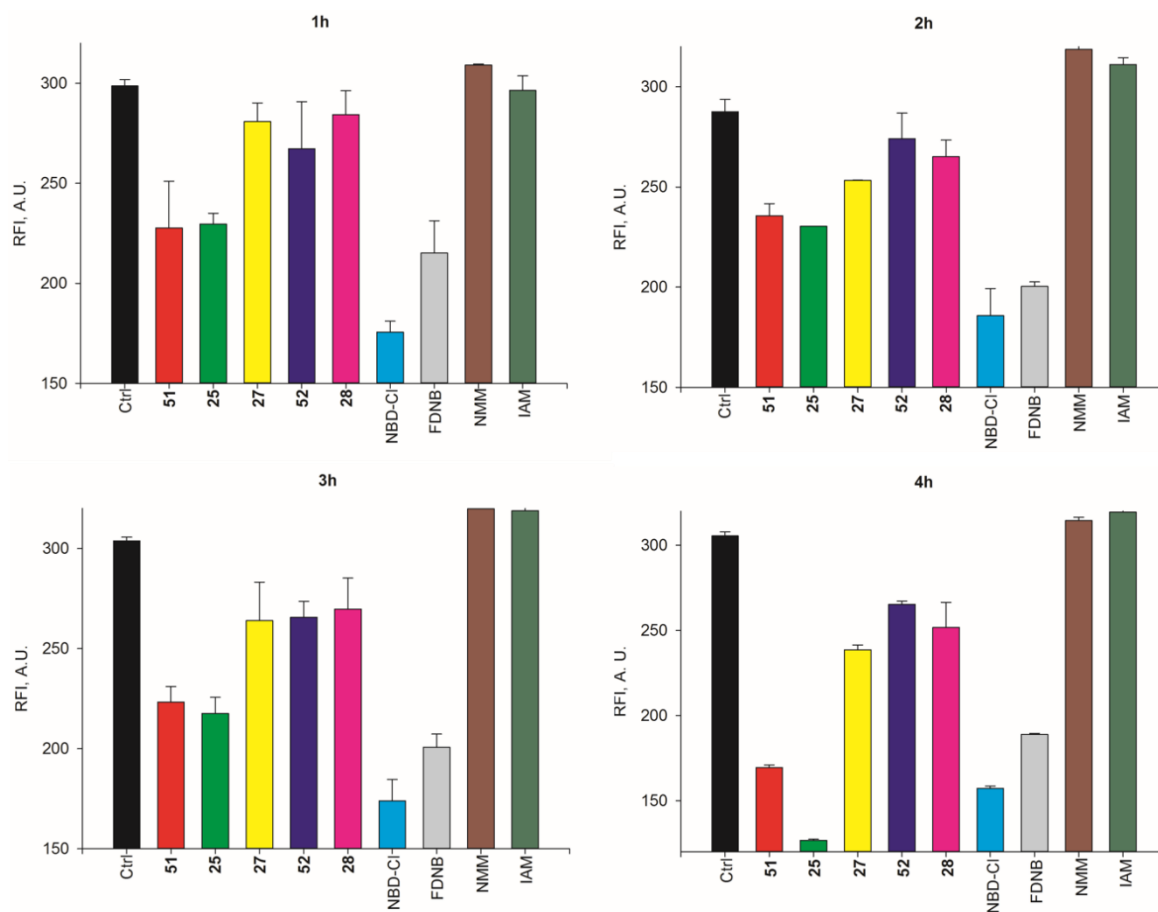 1h
RFI, A.U.
300
250
200
150
Ctrl
51
25
27
52
28
NBD-Cl
FDNB
NMM
IAM
2h
RFI, A.U.
300
250
200
150
Ctrl
51
25
27
52
28
NBD-Cl
FDNB
NMM
IAM
3h
RFI, A.U.
300
250
200
150
Ctrl
51
25
27
52
28
NBD-Cl
FDNB
NMM
IAM
4h
RFI, A. U.
300
250
200
150
Ctrl
51
25
27
52
28
NBD-Cl
FDNB
NMM
IAM